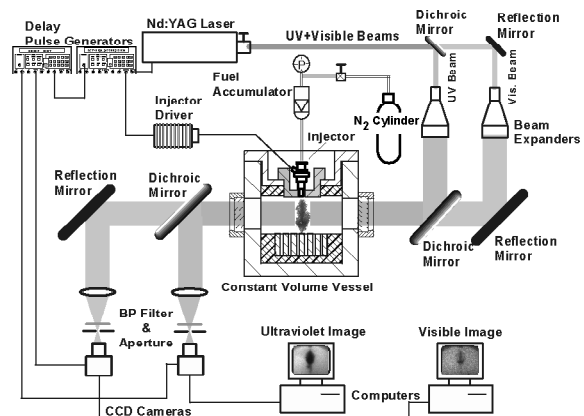 Delay
Pulse Generators
Nd:YAG Laser
UV+Visible Beams
Dichroic
Mirror
Reflection
Mirror
Fuel
Accumulator
P
UV Beam
Vis. Beam
Injector
Driver
N2 Cylinder
Injector
Beam
Expanders
Reflection
Mirror
Dichroic
Mirror
Dichroic
Mirror
Reflection
Mirror
Constant Volume Vessel
BP Filter
&
Aperture
Ultraviolet Image
Visible Image
Computers
CCD Cameras